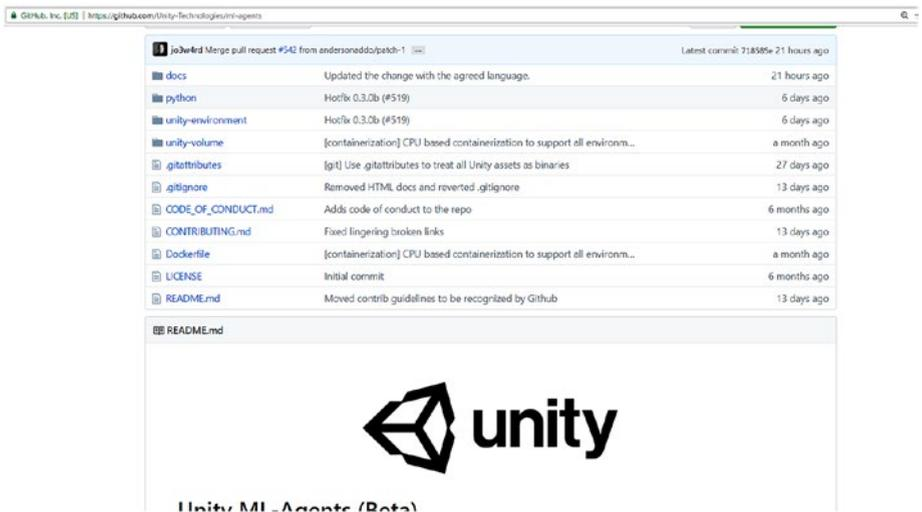 GitHub, Inc. [US] | https://github.com/Unity-Technologies/ml-agents
jo3w4rd Merge pull request #542 from andersonaddo/patch-1 ... Latest commit 718585e 21 hours ago
docs Updated the change with the agreed language. 21 hours ago
python Hotfix 0.3.0b (#519) 6 days ago
unity-environment Hotfix 0.3.0b (#519) 6 days ago
unity-volume [containerization] CPU based containerization to support all environm... a month ago
.gitattributes [git] Use .gitattributes to treat all Unity assets as binaries 27 days ago
.gitignore Removed HTML docs and reverted .gitignore 13 days ago
CODE_OF_CONDUCT.md Adds code of conduct to the repo 6 months ago
CONTRIBUTING.md Fixed lingering broken links 13 days ago
Dockerfile [containerization] CPU based containerization to support all environm... a month ago
LICENSE Initial commit 6 months ago
README.md Moved contrib guidelines to be recognized by Github 13 days ago
README.md
unity
Unity ML-Agents (Beta)